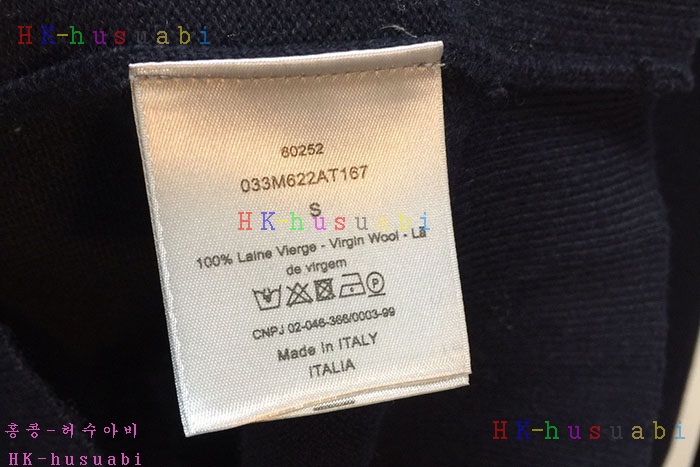 HK-husuabi
60252
033M622AT167
S
HK-husuabi
100% Laine Vierge - Virgin Wool - Lã
de virgem
CNPJ 02-046-366/0003-99
Made in ITALY
ITALIA
홍콩-허수아비
HK-husuabi
HK-husuabi